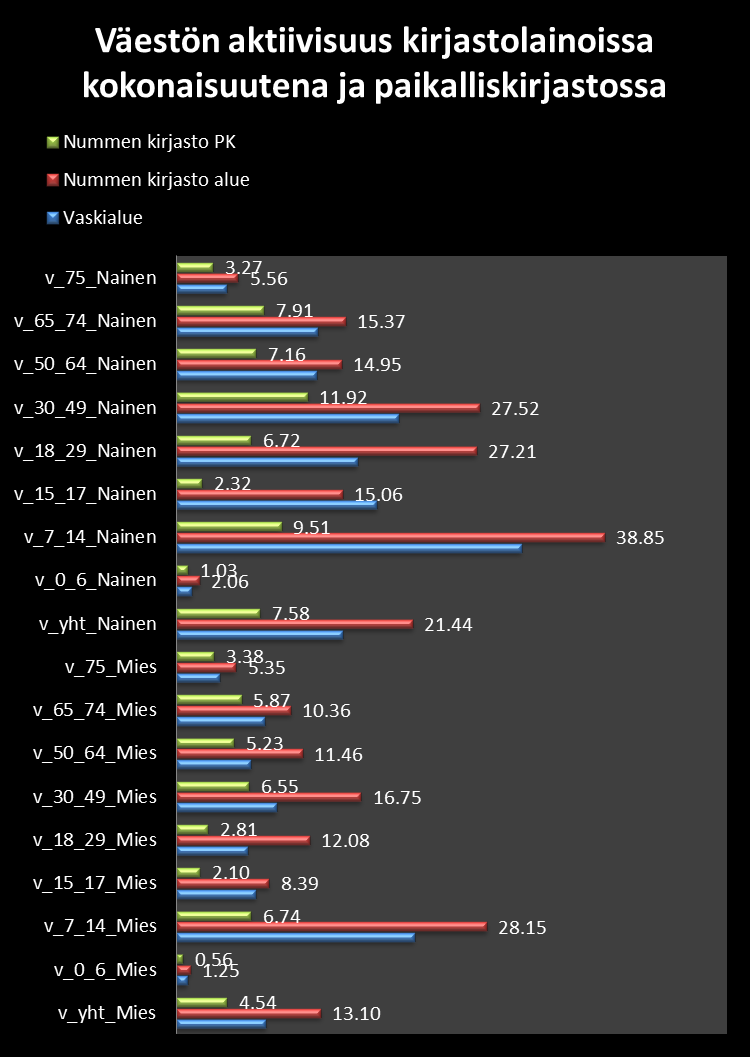 Väestön aktiivisuus kirjastolainoissa
kokonaisuutena ja paikalliskirjastossa
Nummen kirjasto PK
Nummen kirjasto alue
Vaskialue
v_75_Nainen 3.27 5.56
v_65_74_Nainen 7.91 15.37
v_50_64_Nainen 7.16 14.95
v_30_49_Nainen 11.92 27.52
v_18_29_Nainen 6.72 27.21
v_15_17_Nainen 2.32 15.06
v_7_14_Nainen 9.51 38.85
v_0_6_Nainen 1.03 2.06
v_yht_Nainen 7.58 21.44
v_75_Mies 3.38 5.35
v_65_74_Mies 5.87 10.36
v_50_64_Mies 5.23 11.46
v_30_49_Mies 6.55 16.75
v_18_29_Mies 2.81 12.08
v_15_17_Mies 2.10 8.39
v_7_14_Mies 6.74 28.15
v_0_6_Mies 0.56 1.25
v_yht_Mies 4.54 13.10